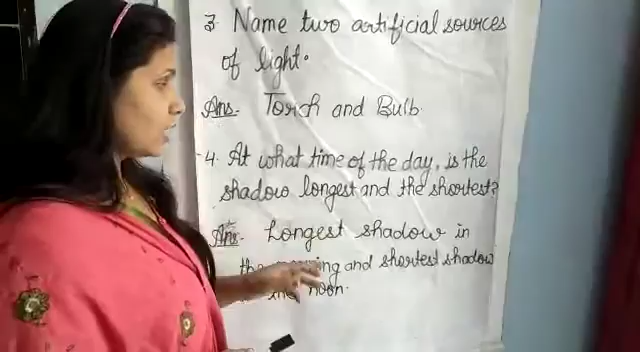 3 Name two artificial sources
of light.
Ans. Torch and Bulb.
4. At what time of the day, is the
shadow longest and the shortest?
Ans. Longest shadow in
the morning and shortest shadow
the noon.